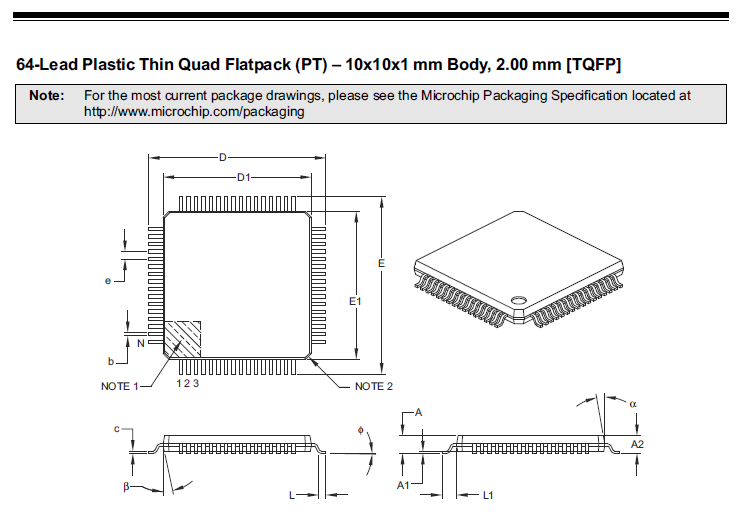 64-Lead Plastic Thin Quad Flatpack (PT) – 10x10x1 mm Body, 2.00 mm [TQFP]
Note: For the most current package drawings, please see the Microchip Packaging Specification located at
http://www.microchip.com/packaging
D
D1
e
E
E1
N
b
NOTE 1
1 2 3
NOTE 2
c
φ
A
α
A2
β
L
A1
L1